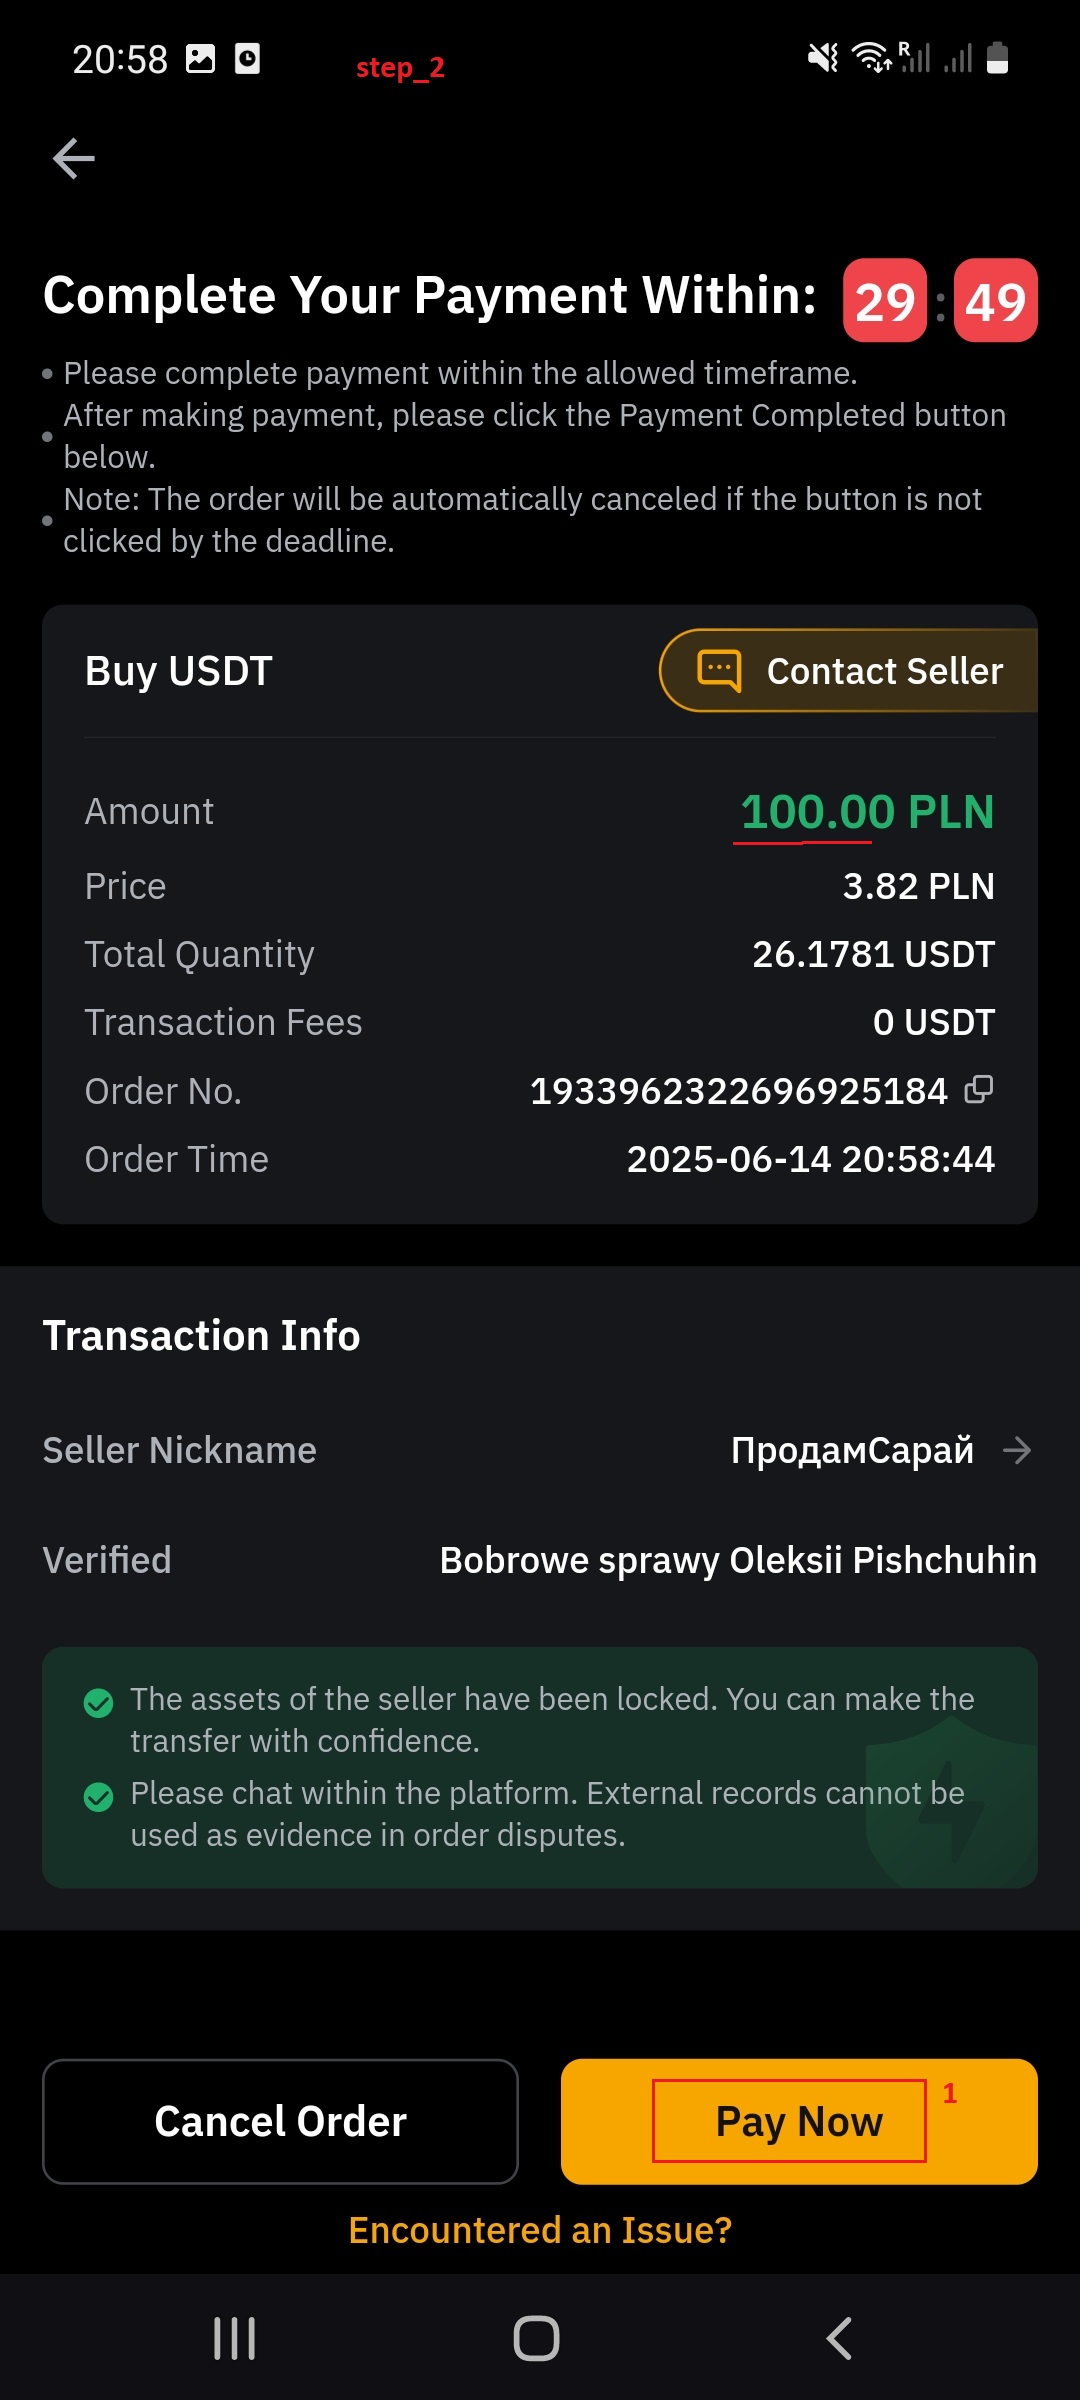 20:58
step_2
R
Complete Your Payment Within: 29 : 49
• Please complete payment within the allowed timeframe.
• After making payment, please click the Payment Completed button
below.
• Note: The order will be automatically canceled if the button is not
clicked by the deadline.
Buy USDT
Contact Seller
Amount 100.00 PLN
Price 3.82 PLN
Total Quantity 26.1781 USDT
Transaction Fees 0 USDT
Order No. 1933962322696925184
Order Time 2025-06-14 20:58:44
Transaction Info
Seller Nickname ПродамСарай
Verified Bobrowe sprawy Oleksii Pishchuhin
The assets of the seller have been locked. You can make the
transfer with confidence.
Please chat within the platform. External records cannot be
used as evidence in order disputes.
Cancel Order
Pay Now 1
Encountered an Issue?